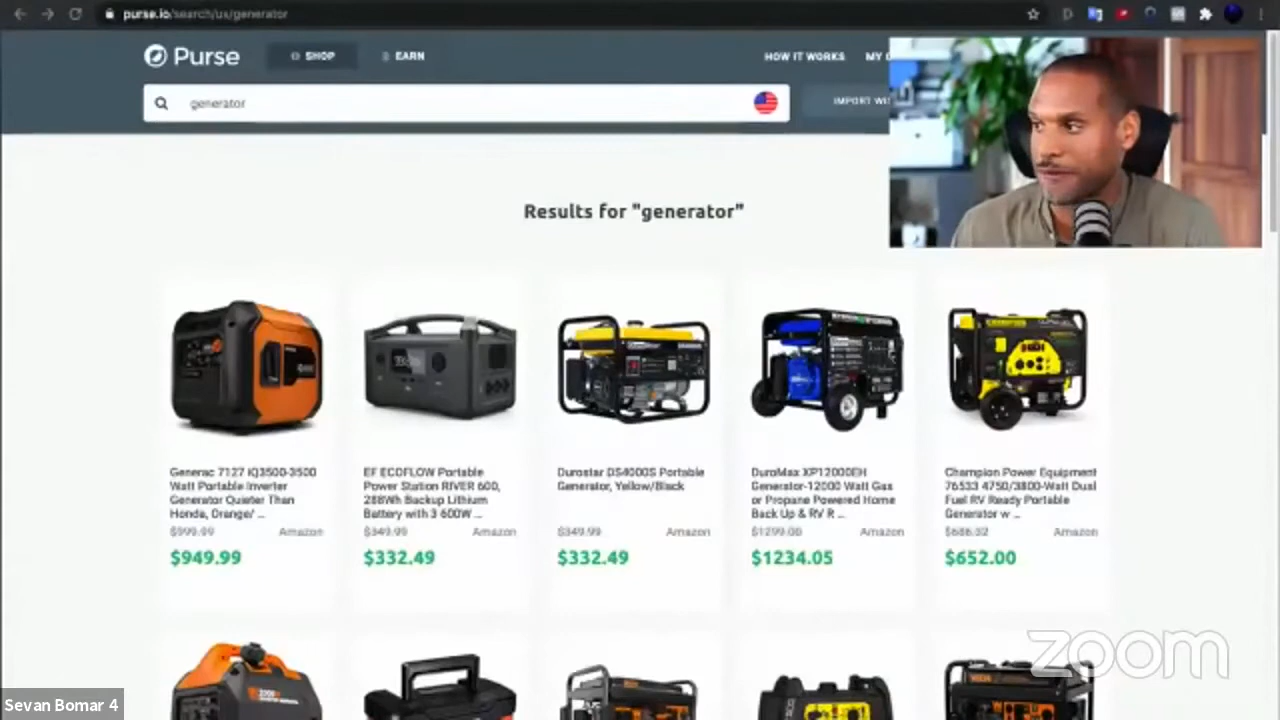 purse.io/search/us/generator
Purse
SHOP
EARN
HOW IT WORKS
MY
generator
IMPORT
Results for "generator"
Generac 7127 iQ3500-3500
Watt Portable Inverter
Generator Quieter Than
Honda, Orange/ ...
$999.99 Amazon
$949.99
EF ECOFLOW Portable
Power Station RIVER 600,
288Wh Backup Lithium
Battery with 3 600W ...
$349.99 Amazon
$332.49
Durostar DS4000S Portable
Generator, Yellow/Black
$349.99 Amazon
$332.49
DuroMax XP12000EH
Generator-12000 Watt Gas
or Propane Powered Home
Back Up & RV R ...
$1299.00 Amazon
$1234.05
Champion Power Equipment
76533 4750/3800-Watt Dual
Fuel RV Ready Portable
Generator w ...
$686.32 Amazon
$652.00
zoom
Sevan Bomar 4